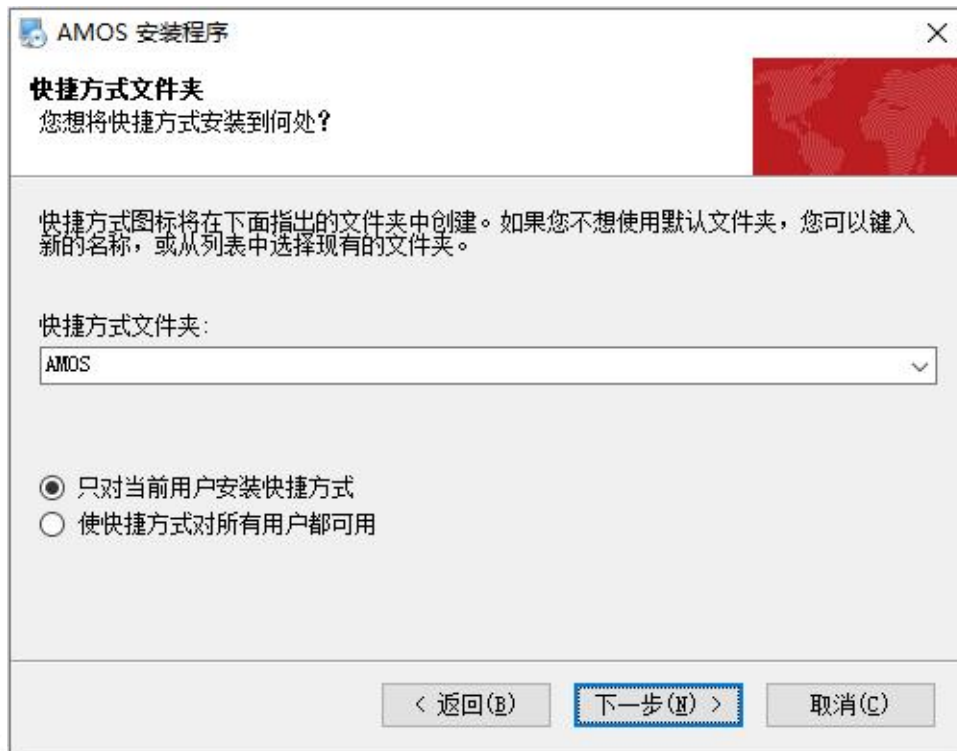 AMOS 安装程序
快捷方式文件夹
您想将快捷方式安装到何处?
快捷方式图标将在下面指出的文件夹中创建。如果您不想使用默认文件夹，您可以键入
新的名称，或从列表中选择现有的文件夹。
快捷方式文件夹:
AMOS
只对当前用户安装快捷方式
使快捷方式对所有用户都可用
< 返回(B) 下一步(N) > 取消(C)